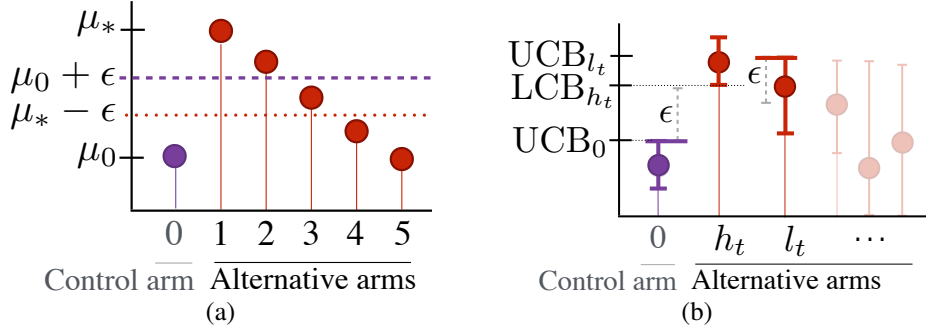 μ*
μ0 + ϵ
μ* − ϵ
μ0
0 1 2 3 4 5
Control arm Alternative arms
(a)
UCB_{l_t}
LCB_{h_t}
UCB0
ϵ
ϵ
0 h_t l_t ⋯
Control arm Alternative arms
(b)